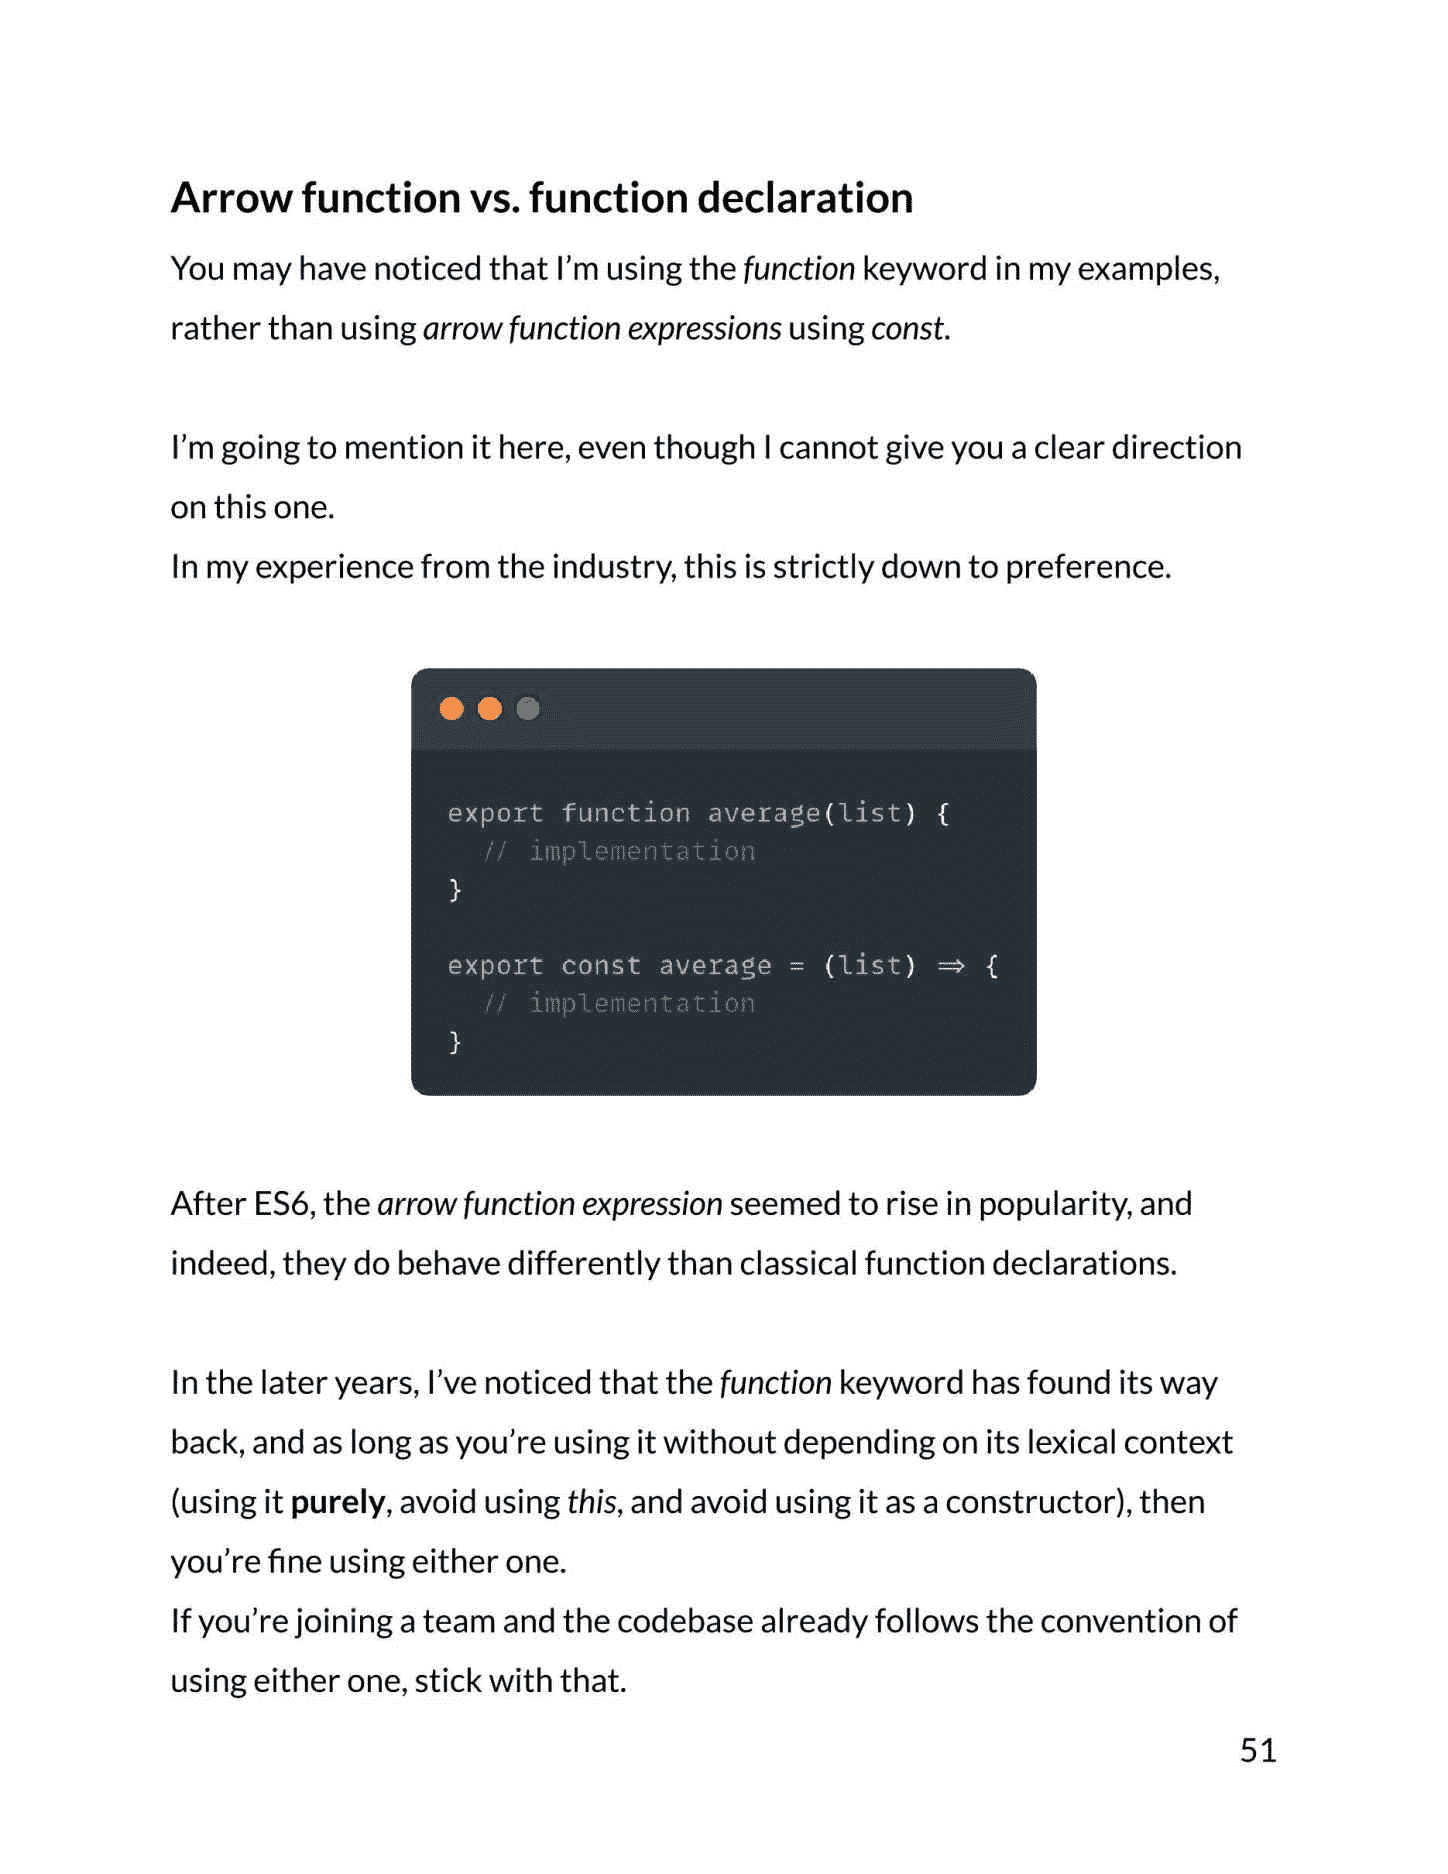 Arrow function vs. function declaration
You may have noticed that I’m using the function keyword in my examples,
rather than using arrow function expressions using const.
I’m going to mention it here, even though I cannot give you a clear direction
on this one.
In my experience from the industry, this is strictly down to preference.
export function average(list) {
// implementation
}
export const average = (list) ⇒ {
// implementation
}
After ES6, the arrow function expression seemed to rise in popularity, and
indeed, they do behave differently than classical function declarations.
In the later years, I’ve noticed that the function keyword has found its way
back, and as long as you’re using it without depending on its lexical context
(using it purely, avoid using this, and avoid using it as a constructor), then
you’re fine using either one.
If you’re joining a team and the codebase already follows the convention of
using either one, stick with that.
51